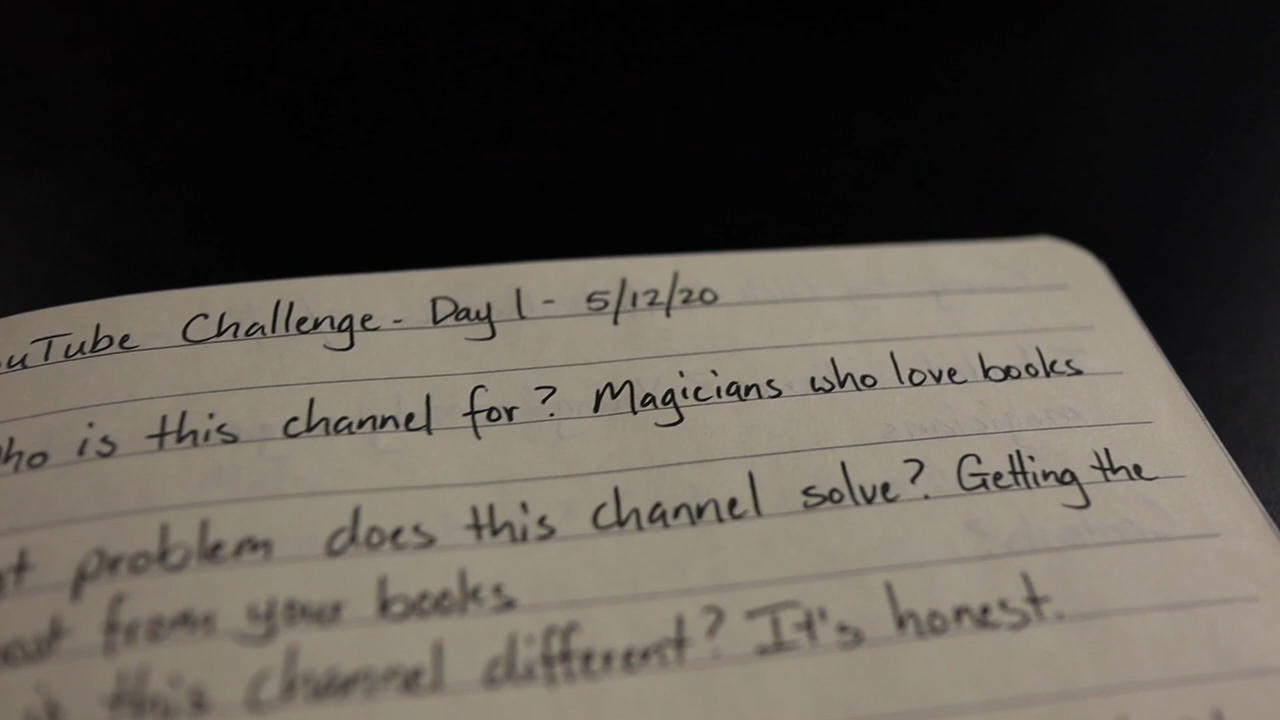 uTube Challenge - Day 1 - 5/12/20
ho is this channel for? Magicians who love books
t problem does this channel solve? Getting the
from your books
this channel different? It's honest.